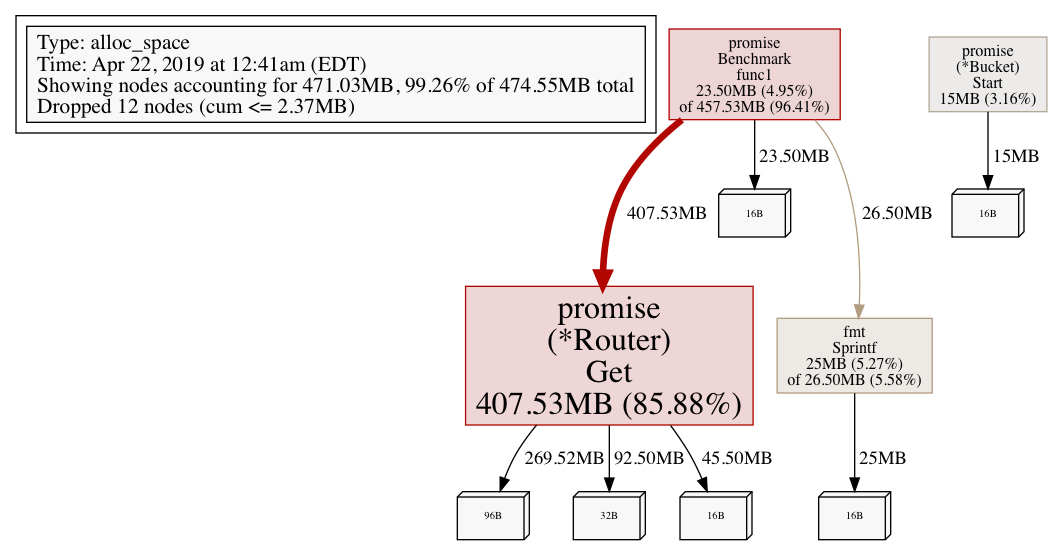 Type: alloc_space
Time: Apr 22, 2019 at 12:41am (EDT)
Showing nodes accounting for 471.03MB, 99.26% of 474.55MB total
Dropped 12 nodes (cum <= 2.37MB)
promise
Benchmark
func1
23.50MB (4.95%)
of 457.53MB (96.41%)
promise
(*Bucket)
Start
15MB (3.16%)
407.53MB
23.50MB
26.50MB
15MB
16B
16B
promise
(*Router)
Get
407.53MB (85.88%)
fmt
Sprintf
25MB (5.27%)
of 26.50MB (5.58%)
269.52MB
92.50MB
45.50MB
25MB
96B
32B
16B
16B